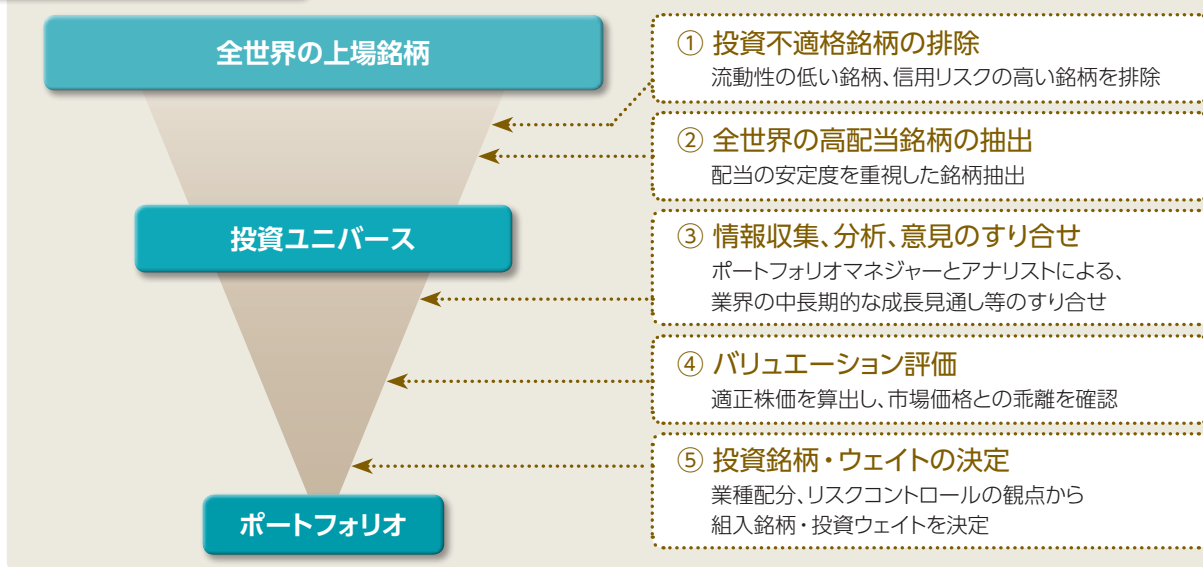 全世界の上場銘柄
① 投資不適格銘柄の排除
流動性の低い銘柄、信用リスクの高い銘柄を排除
② 全世界の高配当銘柄の抽出
配当の安定度を重視した銘柄抽出
投資ユニバース
③ 情報収集、分析、意見のすり合せ
ポートフォリオマネジャーとアナリストによる、
業界の中長期的な成長見通し等のすり合せ
④ バリュエーション評価
適正株価を算出し、市場価格との乖離を確認
⑤ 投資銘柄・ウェイトの決定
業種配分、リスクコントロールの観点から
組入銘柄・投資ウェイトを決定
ポートフォリオ